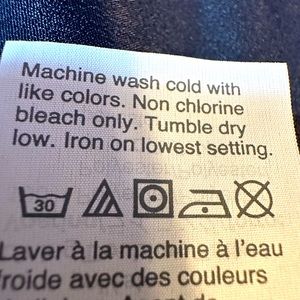 Machine wash cold with
like colors. Non chlorine
bleach only. Tumble dry
low. Iron on lowest setting.
30
Laver à la machine à l'eau
froide avec des couleurs